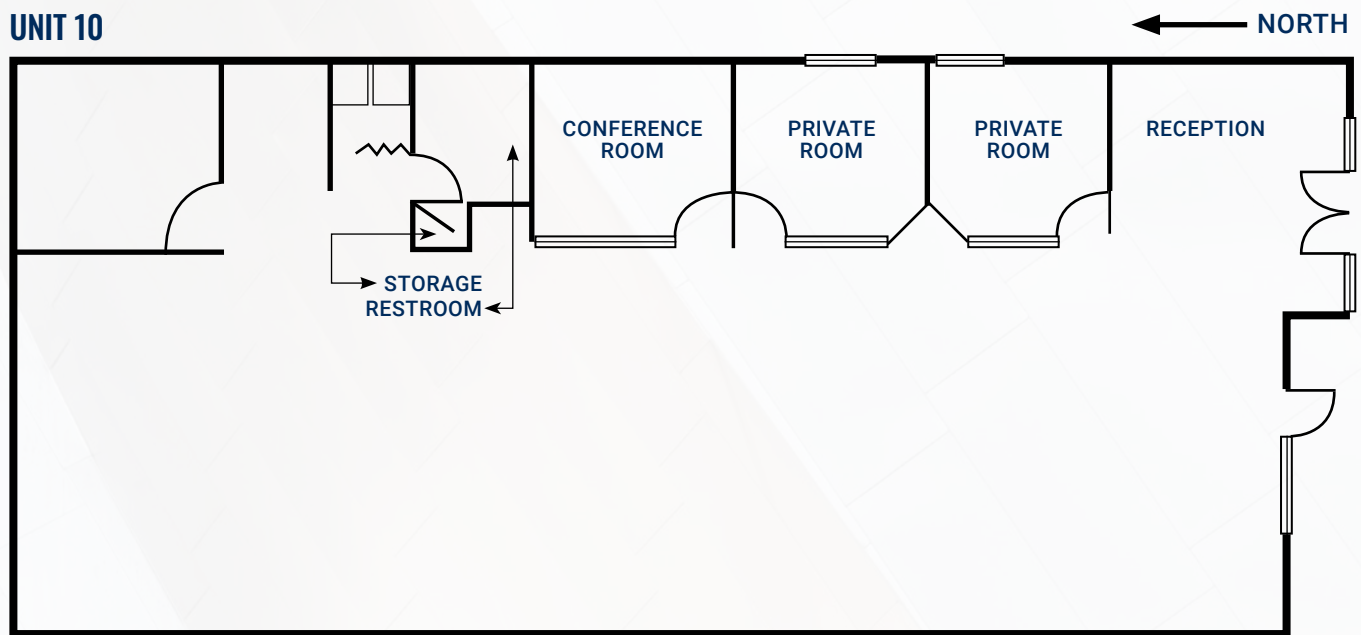 UNIT 10
NORTH
CONFERENCE
ROOM
PRIVATE
ROOM
PRIVATE
ROOM
RECEPTION
STORAGE
RESTROOM